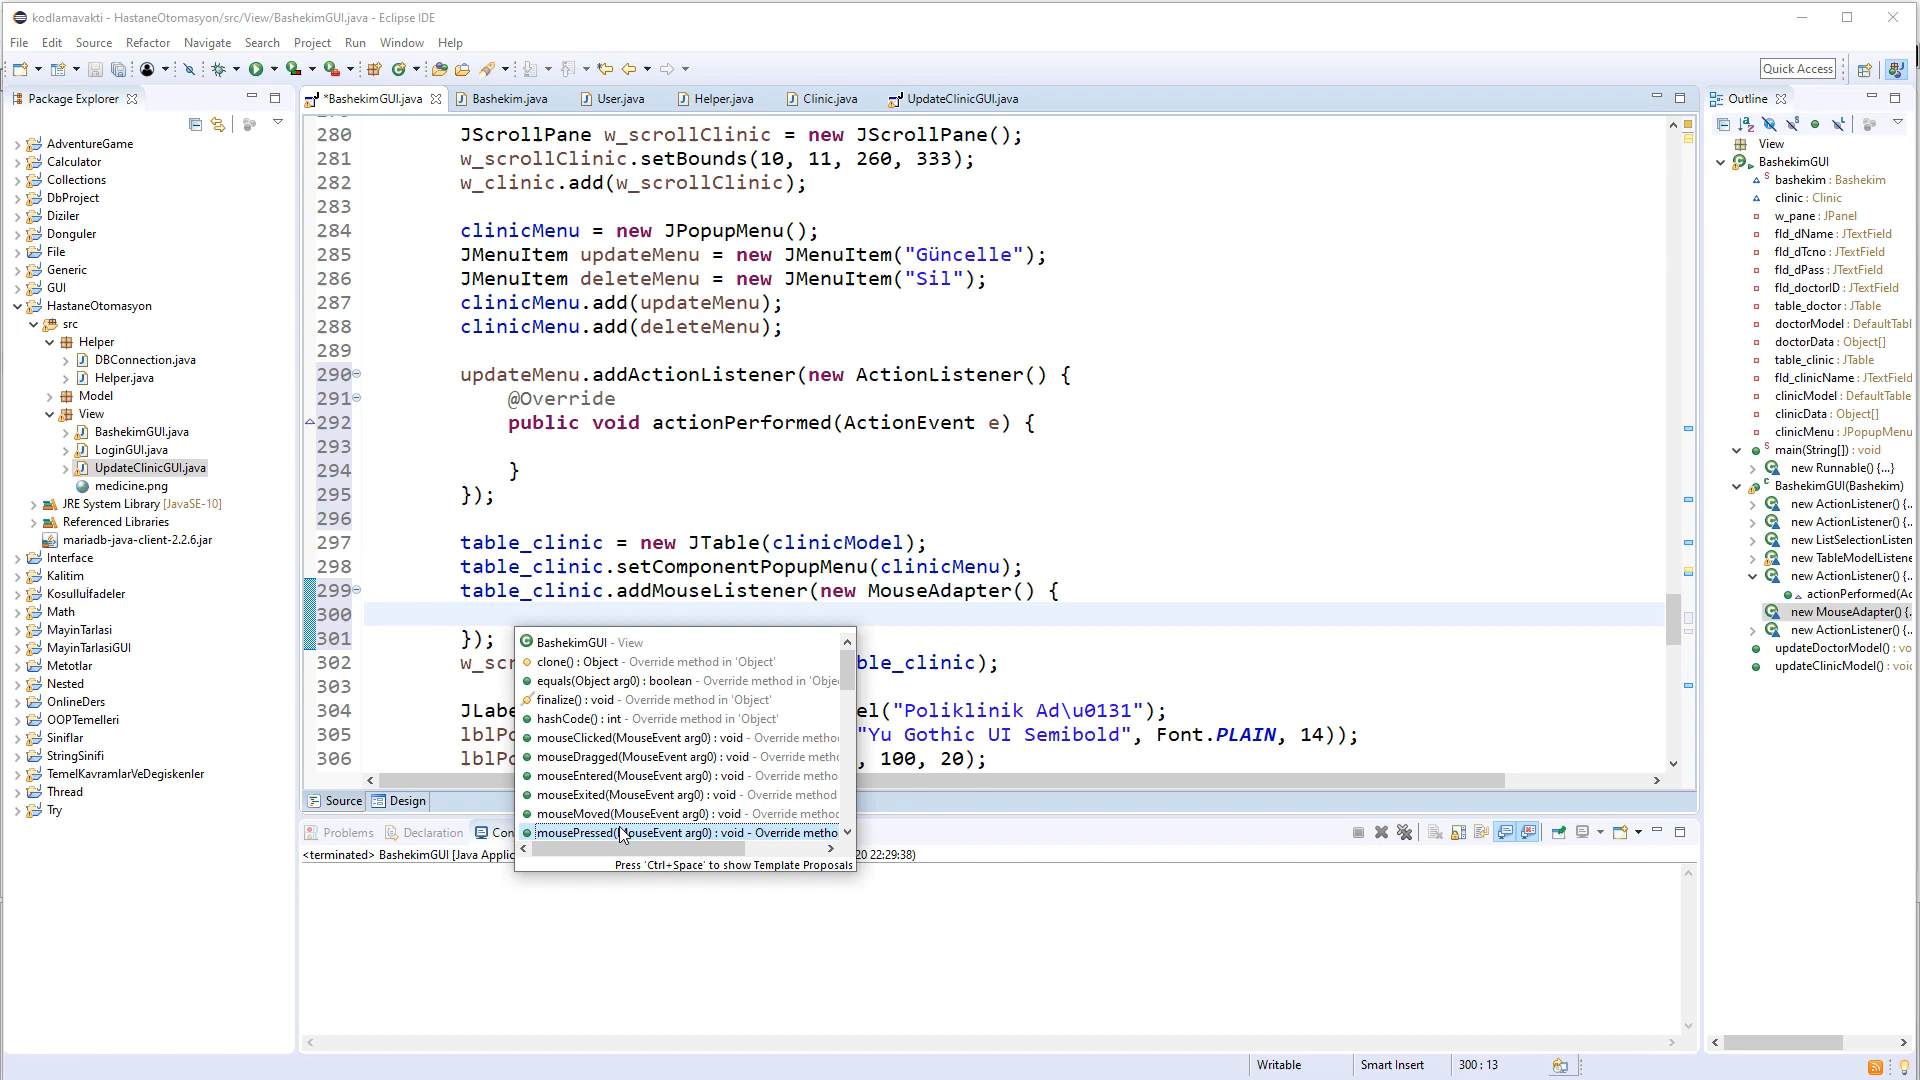 kodlamavakti - HastaneOtomasyon/src/View/BashekimGUI.java - Eclipse IDE
File Edit Source Refactor Navigate Search Project Run Window Help
Quick Access
Package Explorer
AdventureGame
Calculator
Collections
DbProject
Diziler
Donguler
File
Generic
GUI
HastaneOtomasyon
src
Helper
DBConnection.java
Helper.java
Model
View
BashekimGUI.java
LoginGUI.java
UpdateClinicGUI.java
medicine.png
JRE System Library [JavaSE-10]
Referenced Libraries
mariadb-java-client-2.2.6.jar
Interface
Kalitim
Kosullulfadeler
Math
MayinTarlasi
MayinTarlasiGUI
Metotlar
Nested
OnlineDers
OOPTemelleri
Siniflar
StringSinifi
TemelKavramlarVeDegiskenler
Thread
Try
*BashekimGUI.java Bashekim.java User.java Helper.java Clinic.java UpdateClinicGUI.java
280 JScrollPane w_scrollClinic = new JScrollPane();
281 w_scrollClinic.setBounds(10, 11, 260, 333);
282 w_clinic.add(w_scrollClinic);
283
284 clinicMenu = new JPopupMenu();
285 JMenuItem updateMenu = new JMenuItem("Güncelle");
286 JMenuItem deleteMenu = new JMenuItem("Sil");
287 clinicMenu.add(updateMenu);
288 clinicMenu.add(deleteMenu);
289
290 updateMenu.addActionListener(new ActionListener() {
291 @Override
292 public void actionPerformed(ActionEvent e) {
293
294 }
295 });
296
297 table_clinic = new JTable(clinicModel);
298 table_clinic.setComponentPopupMenu(clinicMenu);
299 table_clinic.addMouseListener(new MouseAdapter() {
300
301 });
302 w_scr ble_clinic);
303
304 JLabe el("Poliklinik Ad\u0131");
305 lblPo "Yu Gothic UI Semibold", Font.PLAIN, 14));
306 lblPo , 100, 20);
BashekimGUI - View
clone() : Object - Override method in 'Object'
equals(Object arg0) : boolean - Override method in 'Obje
finalize() : void - Override method in 'Object'
hashCode() : int - Override method in 'Object'
mouseClicked(MouseEvent arg0) : void - Override metho
mouseDragged(MouseEvent arg0) : void - Override metho
mouseEntered(MouseEvent arg0) : void - Override metho
mouseExited(MouseEvent arg0) : void - Override method
mouseMoved(MouseEvent arg0) : void - Override metho
mousePressed(MouseEvent arg0) : void - Override metho
Press 'Ctrl+Space' to show Template Proposals
Source Design
Problems Declaration Con
<terminated> BashekimGUI [Java Applic 20 22:29:38)
Outline
View
BashekimGUI
bashekim : Bashekim
clinic : Clinic
w_pane : JPanel
fld_dName : JTextField
fld_dTcno : JTextField
fld_dPass : JTextField
fld_doctorID : JTextField
table_doctor : JTable
doctorModel : DefaultTabl
doctorData : Object[]
table_clinic : JTable
fld_clinicName : JTextField
clinicModel : DefaultTable
clinicData : Object[]
clinicMenu : JPopupMenu
main(String[]) : void
new Runnable() {...}
BashekimGUI(Bashekim)
new ActionListener() {..
new ActionListener() {..
new ListSelectionListen
new TableModelListene
new ActionListener() {..
actionPerformed(Ac
new MouseAdapter() {.
new ActionListener() {..
updateDoctorModel() : vo
updateClinicModel() : void
Writable Smart Insert 300 : 13